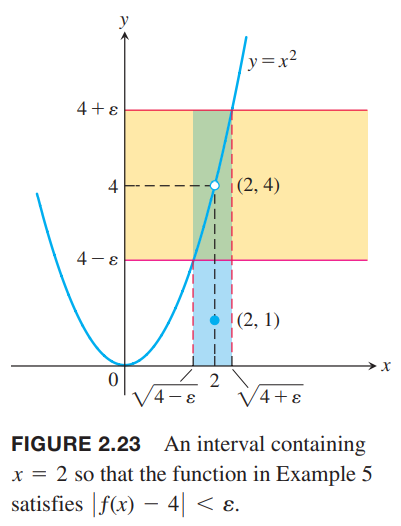 y
y = x²
4 + ε
4
(2, 4)
4 − ε
(2, 1)
x
0
2
√4 − ε
√4 + ε
FIGURE 2.23 An interval containing
x = 2 so that the function in Example 5
satisfies |f(x) − 4| < ε.